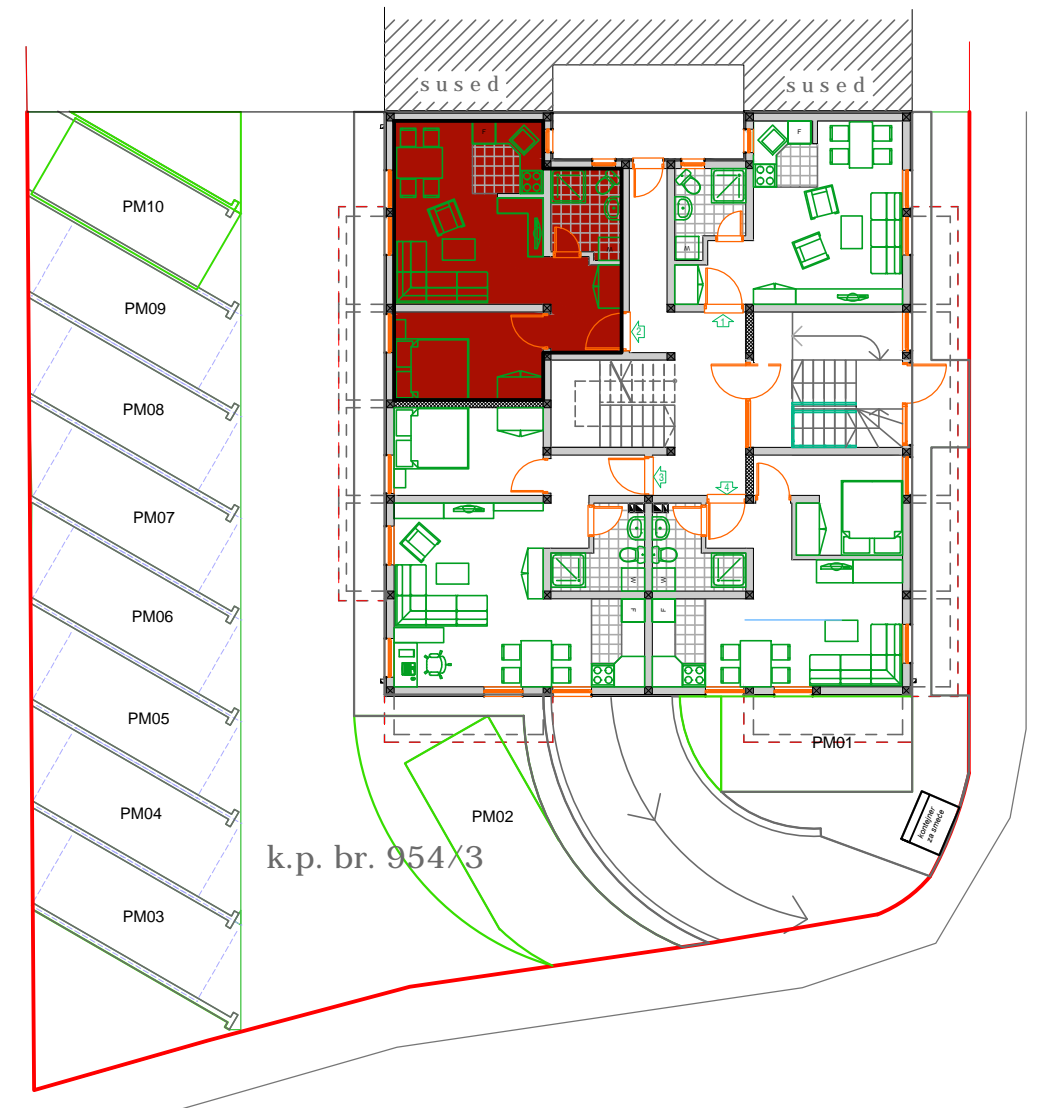 sused
sused
F
F
PM10
M
M
PM09
1
2
PM08
3
4
PM07
M
M
PM06
F
F
PM05
PM01
PM04
PM02
kontejner
za smeće
k.p. br. 954/3
PM03